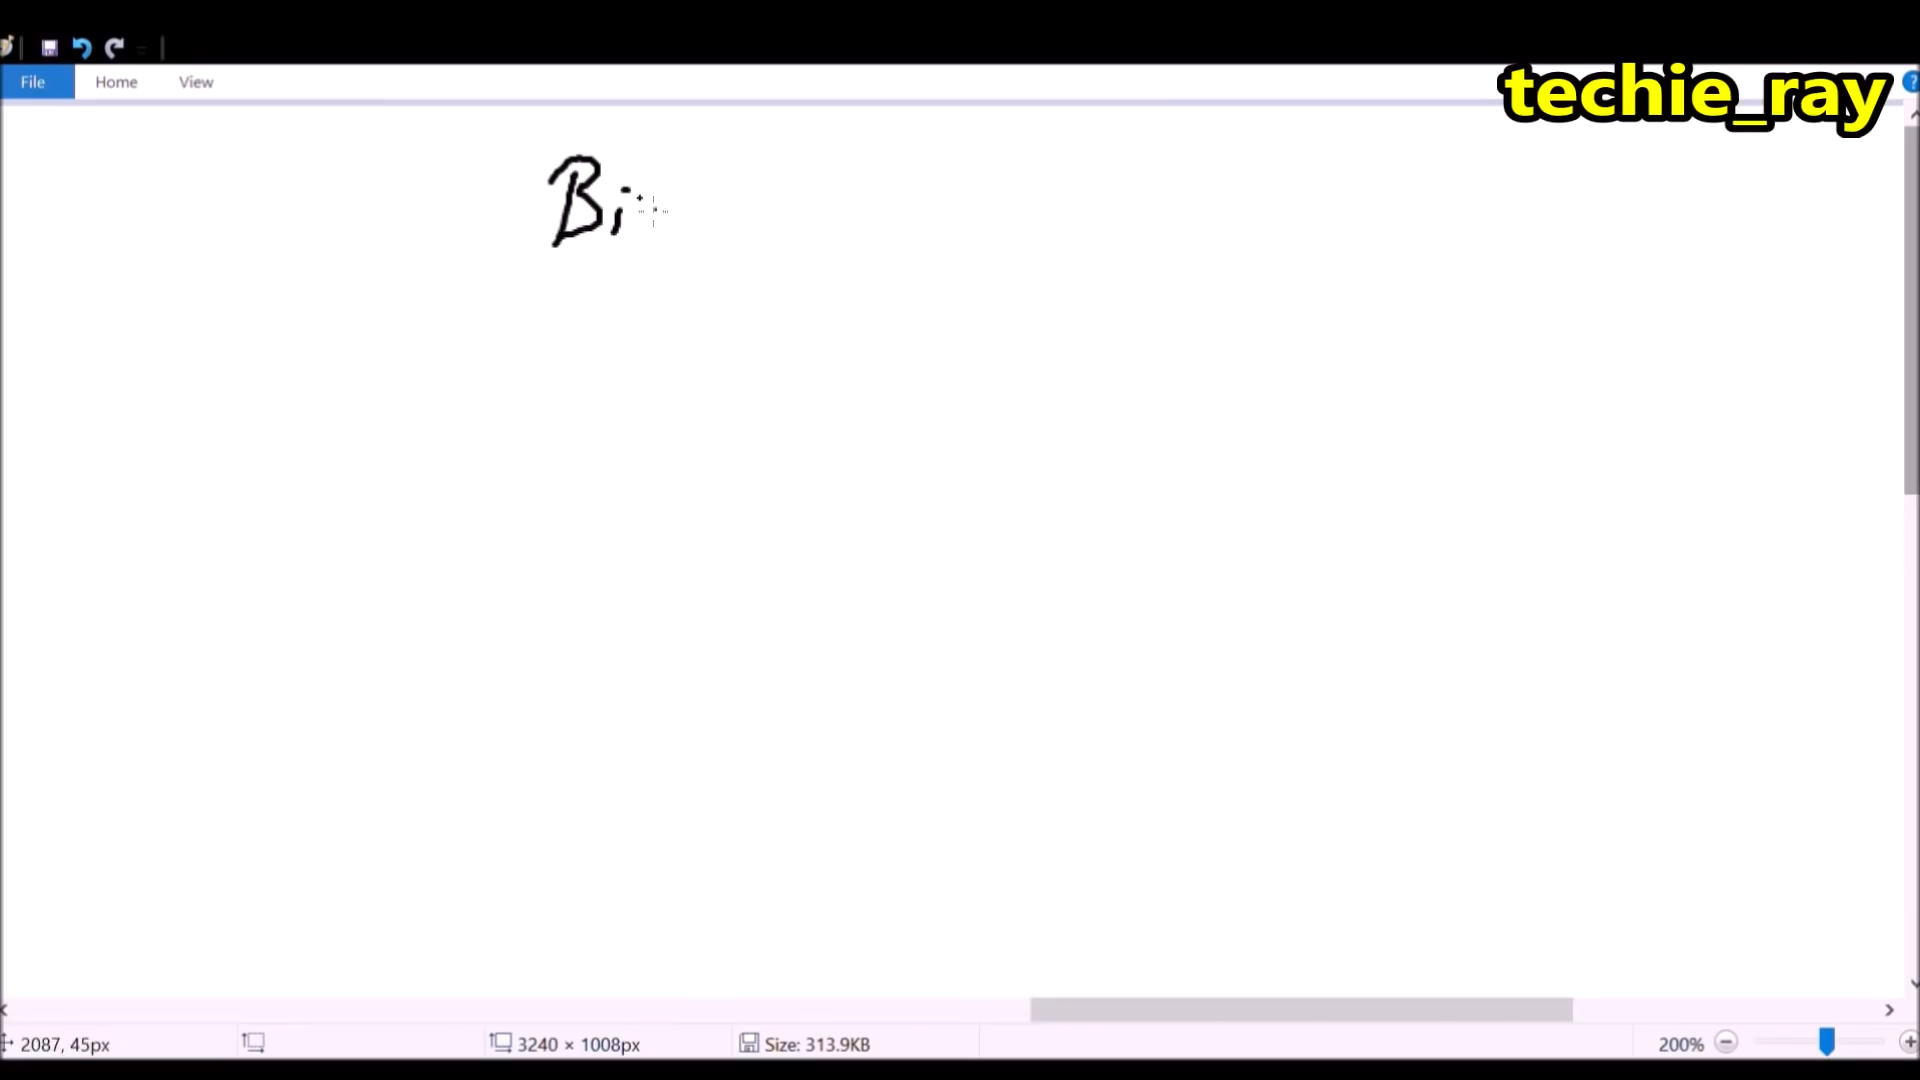 File Home View
techie_ray
Bi
2087, 45px 3240 × 1008px Size: 313.9KB 200%